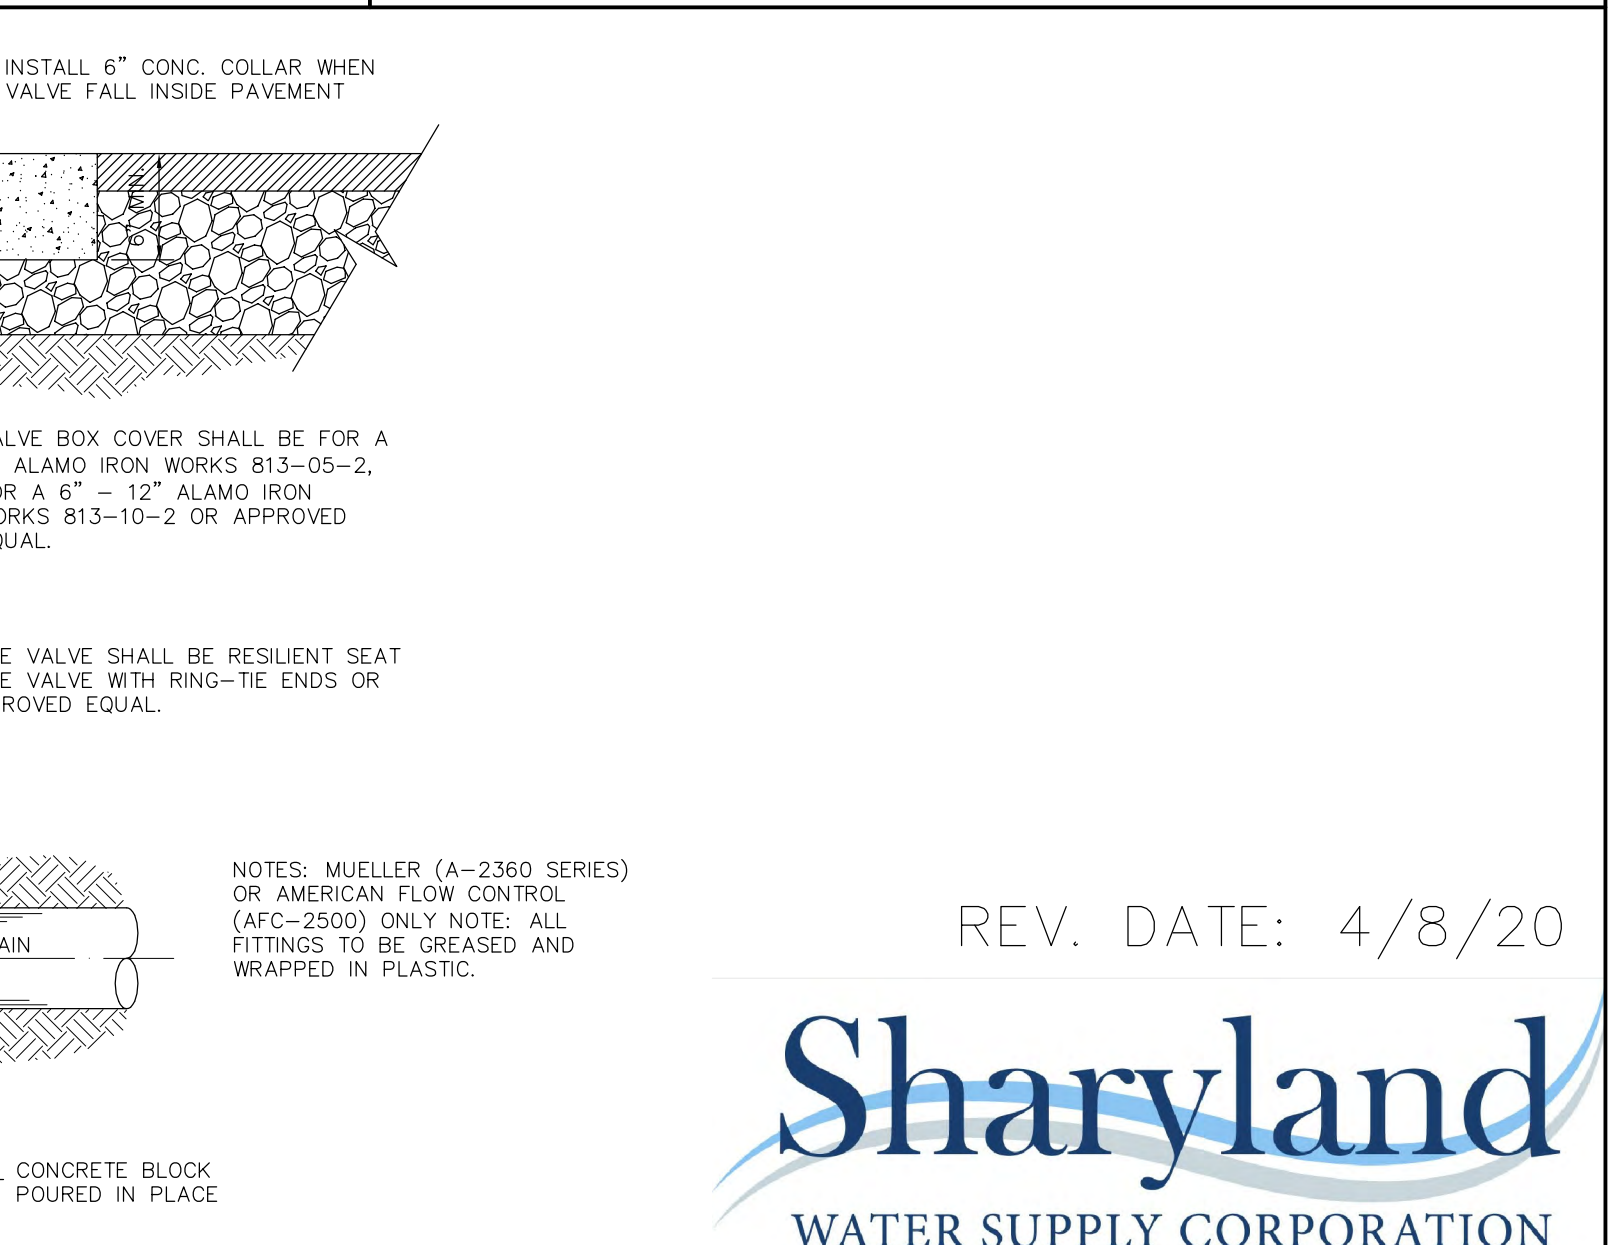 INSTALL 6” CONC. COLLAR WHEN
VALVE FALL INSIDE PAVEMENT
6” MIN.
ALVE BOX COVER SHALL BE FOR A
ALAMO IRON WORKS 813–05–2,
OR A 6” – 12” ALAMO IRON
ORKS 813–10–2 OR APPROVED
QUAL.
E VALVE SHALL BE RESILIENT SEAT
E VALVE WITH RING–TIE ENDS OR
ROVED EQUAL.
NOTES: MUELLER (A–2360 SERIES)
OR AMERICAN FLOW CONTROL
(AFC–2500) ONLY NOTE: ALL
FITTINGS TO BE GREASED AND
WRAPPED IN PLASTIC.
AIN
REV. DATE: 4/8/20
Sharyland
WATER SUPPLY CORPORATION
CONCRETE BLOCK
POURED IN PLACE